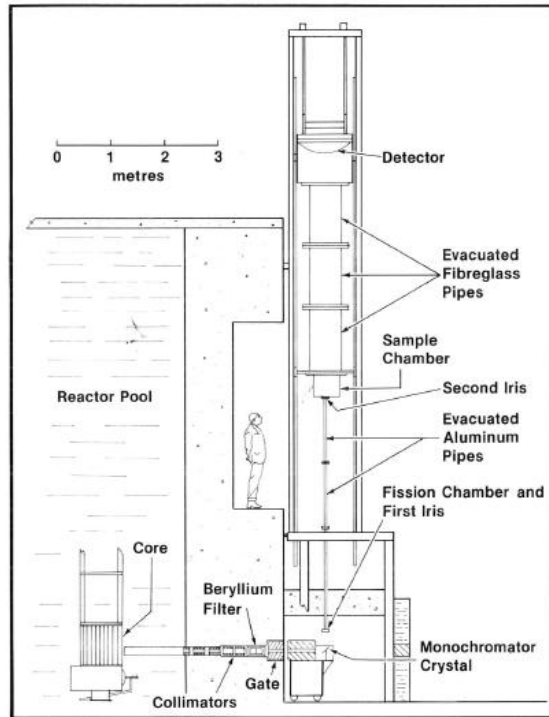 0 1 2 3
metres
Detector
Evacuated
Fibreglass
Pipes
Sample
Chamber
Second Iris
Reactor Pool
Evacuated
Aluminum
Pipes
Fission Chamber and
First Iris
Core
Beryllium
Filter
Monochromator
Crystal
Gate
Collimators